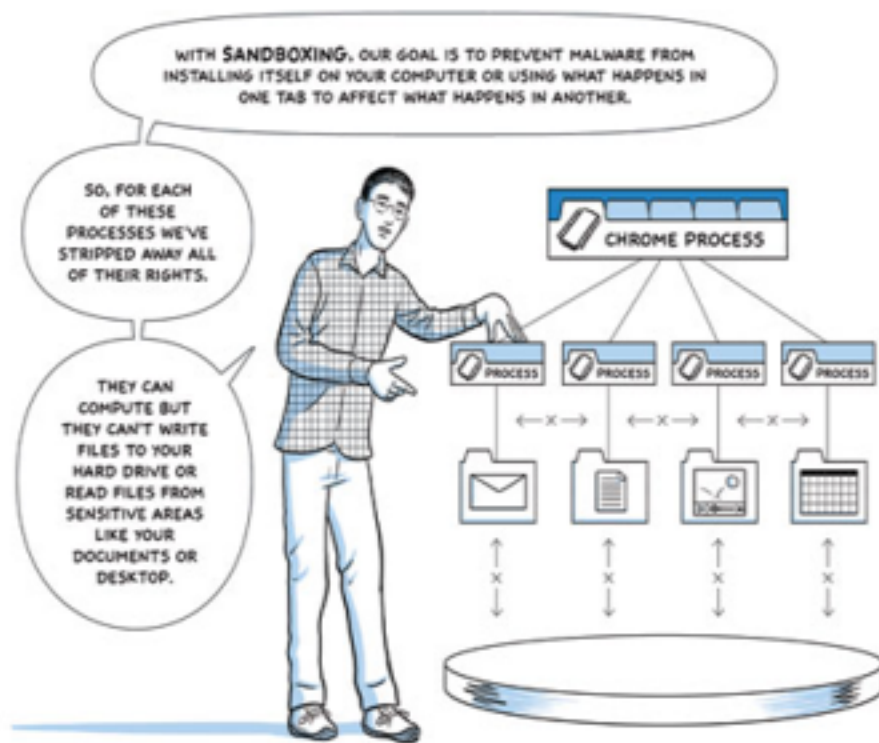 WITH SANDBOXING, OUR GOAL IS TO PREVENT MALWARE FROM
INSTALLING ITSELF ON YOUR COMPUTER OR USING WHAT HAPPENS IN
ONE TAB TO AFFECT WHAT HAPPENS IN ANOTHER.
SO, FOR EACH
OF THESE
PROCESSES WE'VE
STRIPPED AWAY ALL
OF THEIR RIGHTS.
THEY CAN
COMPUTE BUT
THEY CAN'T WRITE
FILES TO YOUR
HARD DRIVE OR
READ FILES FROM
SENSITIVE AREAS
LIKE YOUR
DOCUMENTS OR
DESKTOP.
CHROME PROCESS
PROCESS
PROCESS
PROCESS
PROCESS